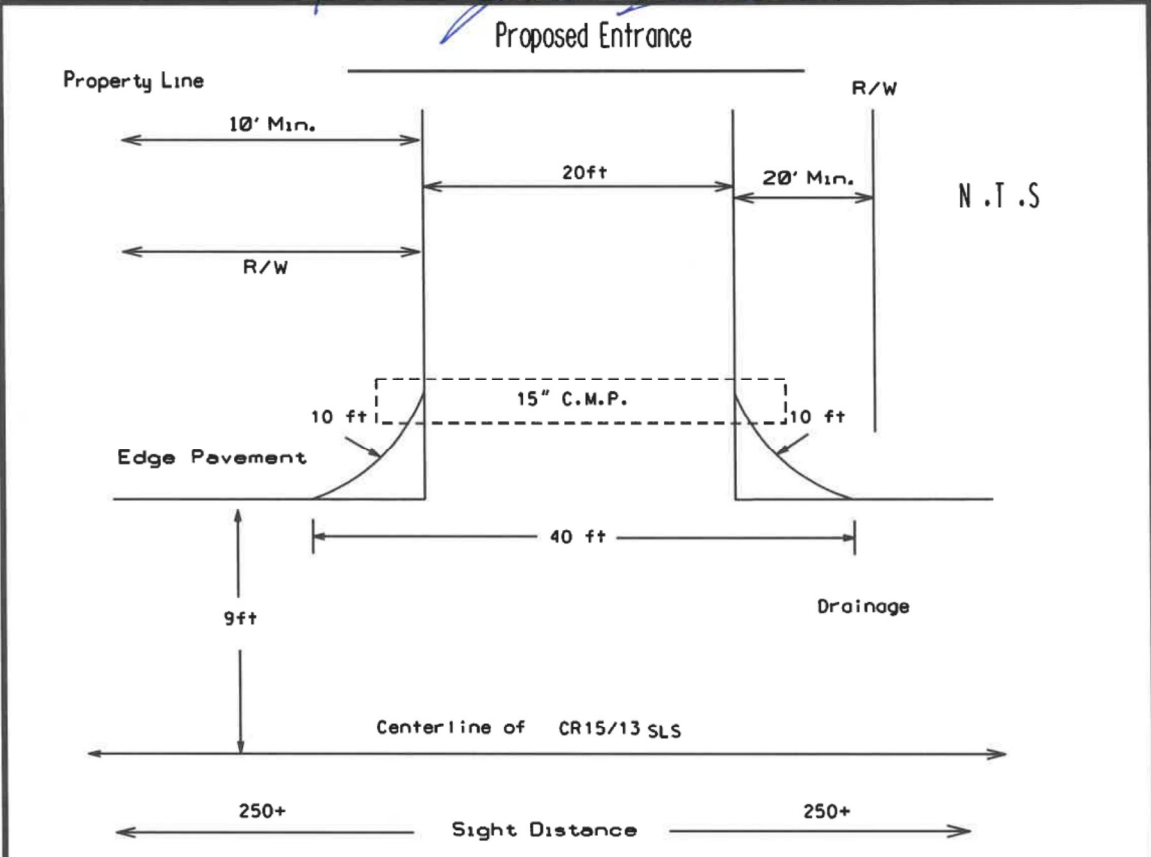 Proposed Entrance
Property Line
R/W
10' Min.
20ft
20' Min.
N.T.S
R/W
15" C.M.P.
10 ft
10 ft
Edge Pavement
40 ft
9ft
Drainage
Centerline of CR15/13 SLS
250+
250+
Sight Distance